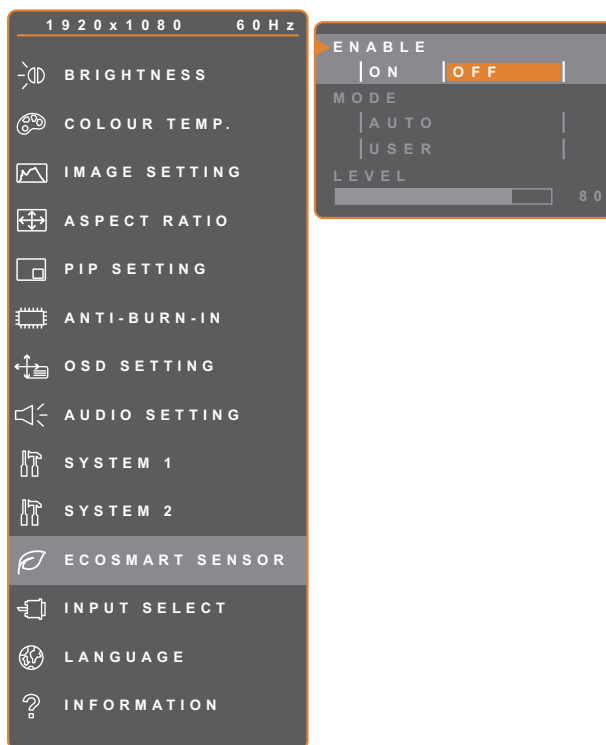 1920x1080 60Hz
BRIGHTNESS
COLOUR TEMP.
IMAGE SETTING
ASPECT RATIO
PIP SETTING
ANTI-BURN-IN
OSD SETTING
AUDIO SETTING
SYSTEM 1
SYSTEM 2
ECOSMART SENSOR
INPUT SELECT
LANGUAGE
INFORMATION
ENABLE
ON OFF
MODE
AUTO
USER
LEVEL
80